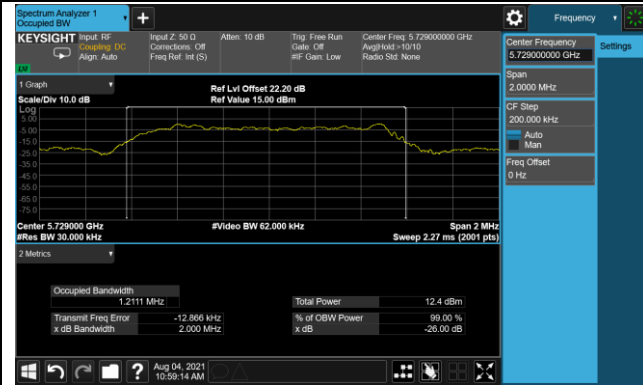 Spectrum Analyzer 1
Occupied BW
Frequency
KEYSIGHT
Input: RF
Coupling: DC
Align: Auto
Input Z: 50 Ω
Corrections: Off
Freq Ref: Int (S)
Atten: 10 dB
Trig: Free Run
Gate: Off
#IF Gain: Low
Center Freq: 5.729000000 GHz
Avg|Hold:>10/10
Radio Std: None
Center Frequency
5.729000000 GHz
Settings
Span
2.0000 MHz
CF Step
200.000 kHz
Auto
Man
Freq Offset
0 Hz
1 Graph
Scale/Div 10.0 dB
Ref Lvl Offset 22.20 dB
Ref Value 15.00 dBm
Log
5.00
-5.00
-15.0
-25.0
-35.0
-45.0
-55.0
-65.0
-75.0
Center 5.729000 GHz
#Res BW 30.000 kHz
#Video BW 62.000 kHz
Span 2 MHz
Sweep 2.27 ms (2001 pts)
2 Metrics
Occupied Bandwidth
1.2111 MHz
Total Power 12.4 dBm
Transmit Freq Error -12.866 kHz
% of OBW Power 99.00 %
x dB Bandwidth 2.000 MHz
x dB -26.00 dB
Aug 04, 2021
10:59:14 AM